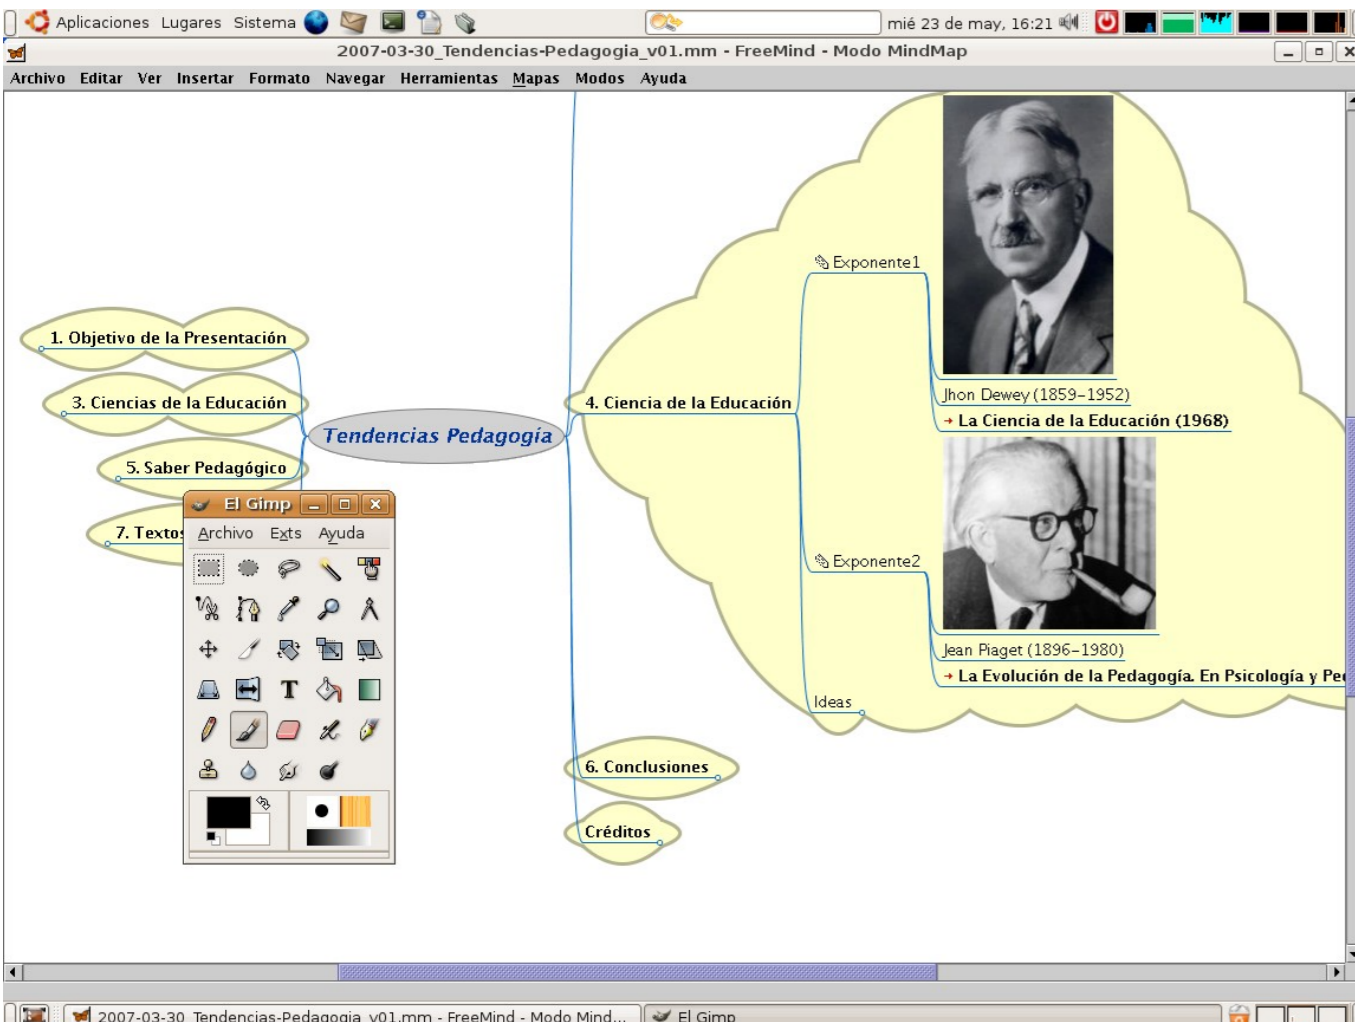 Aplicaciones Lugares Sistema
mié 23 de may, 16:21
2007-03-30_Tendencias-Pedagogia_v01.mm - FreeMind - Modo MindMap
Archivo Editar Ver Insertar Formato Navegar Herramientas Mapas Modos Ayuda
1. Objetivo de la Presentación
3. Ciencias de la Educación
5. Saber Pedagógico
7. Textos
Tendencias Pedagogía
4. Ciencia de la Educación
Exponente1
Jhon Dewey (1859-1952)
La Ciencia de la Educación (1968)
Exponente2
Jean Piaget (1896-1980)
La Evolución de la Pedagogía. En Psicología y Pe
Ideas
6. Conclusiones
Créditos
El Gimp
Archivo Exts Ayuda
2007-03-30_Tendencias-Pedagogia_v01.mm - FreeMind - Modo Mind...
El Gimp